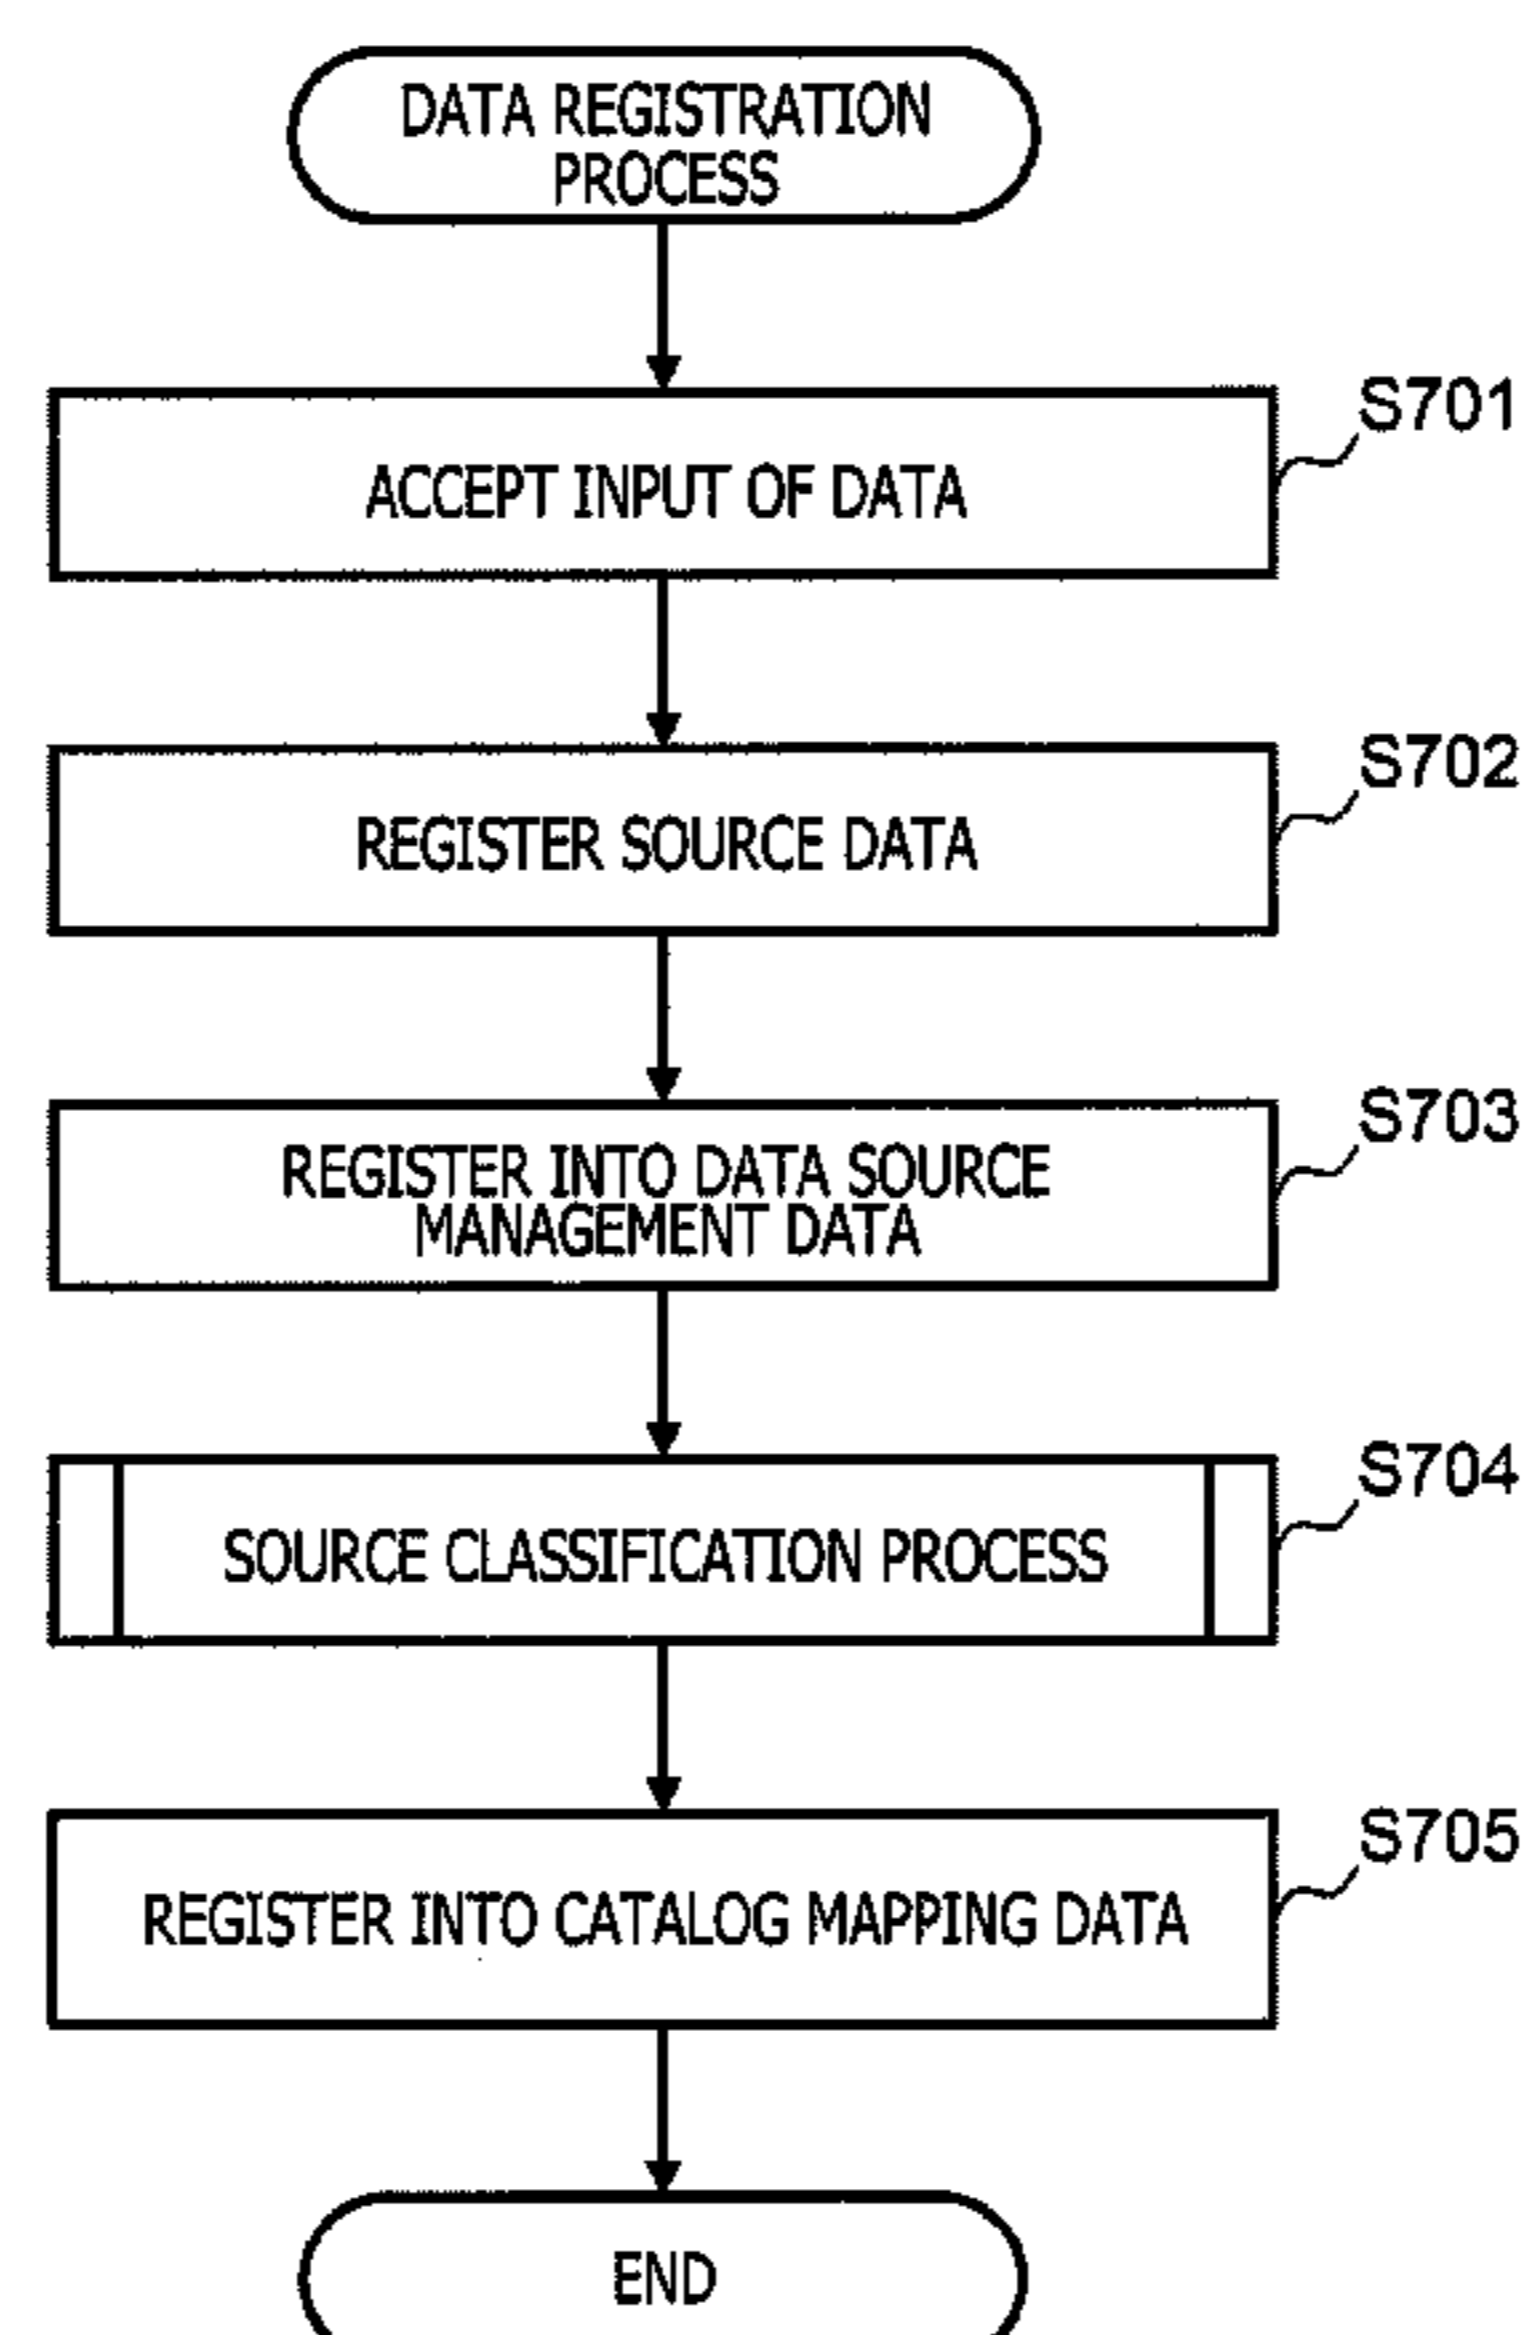 DATA REGISTRATION
PROCESS
S701
ACCEPT INPUT OF DATA
S702
REGISTER SOURCE DATA
S703
REGISTER INTO DATA SOURCE
MANAGEMENT DATA
S704
SOURCE CLASSIFICATION PROCESS
S705
REGISTER INTO CATALOG MAPPING DATA
END